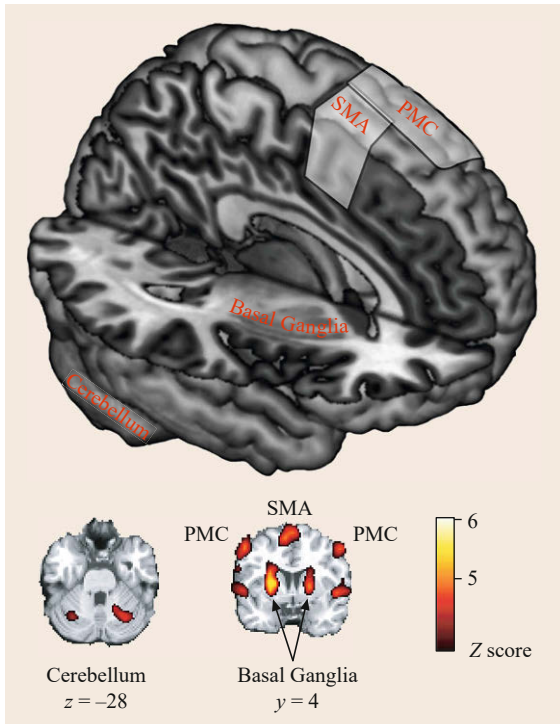 SMA
PMC
Basal Ganglia
Cerebellum
SMA
PMC
PMC
6
5
Z score
Cerebellum
z = –28
Basal Ganglia
y = 4